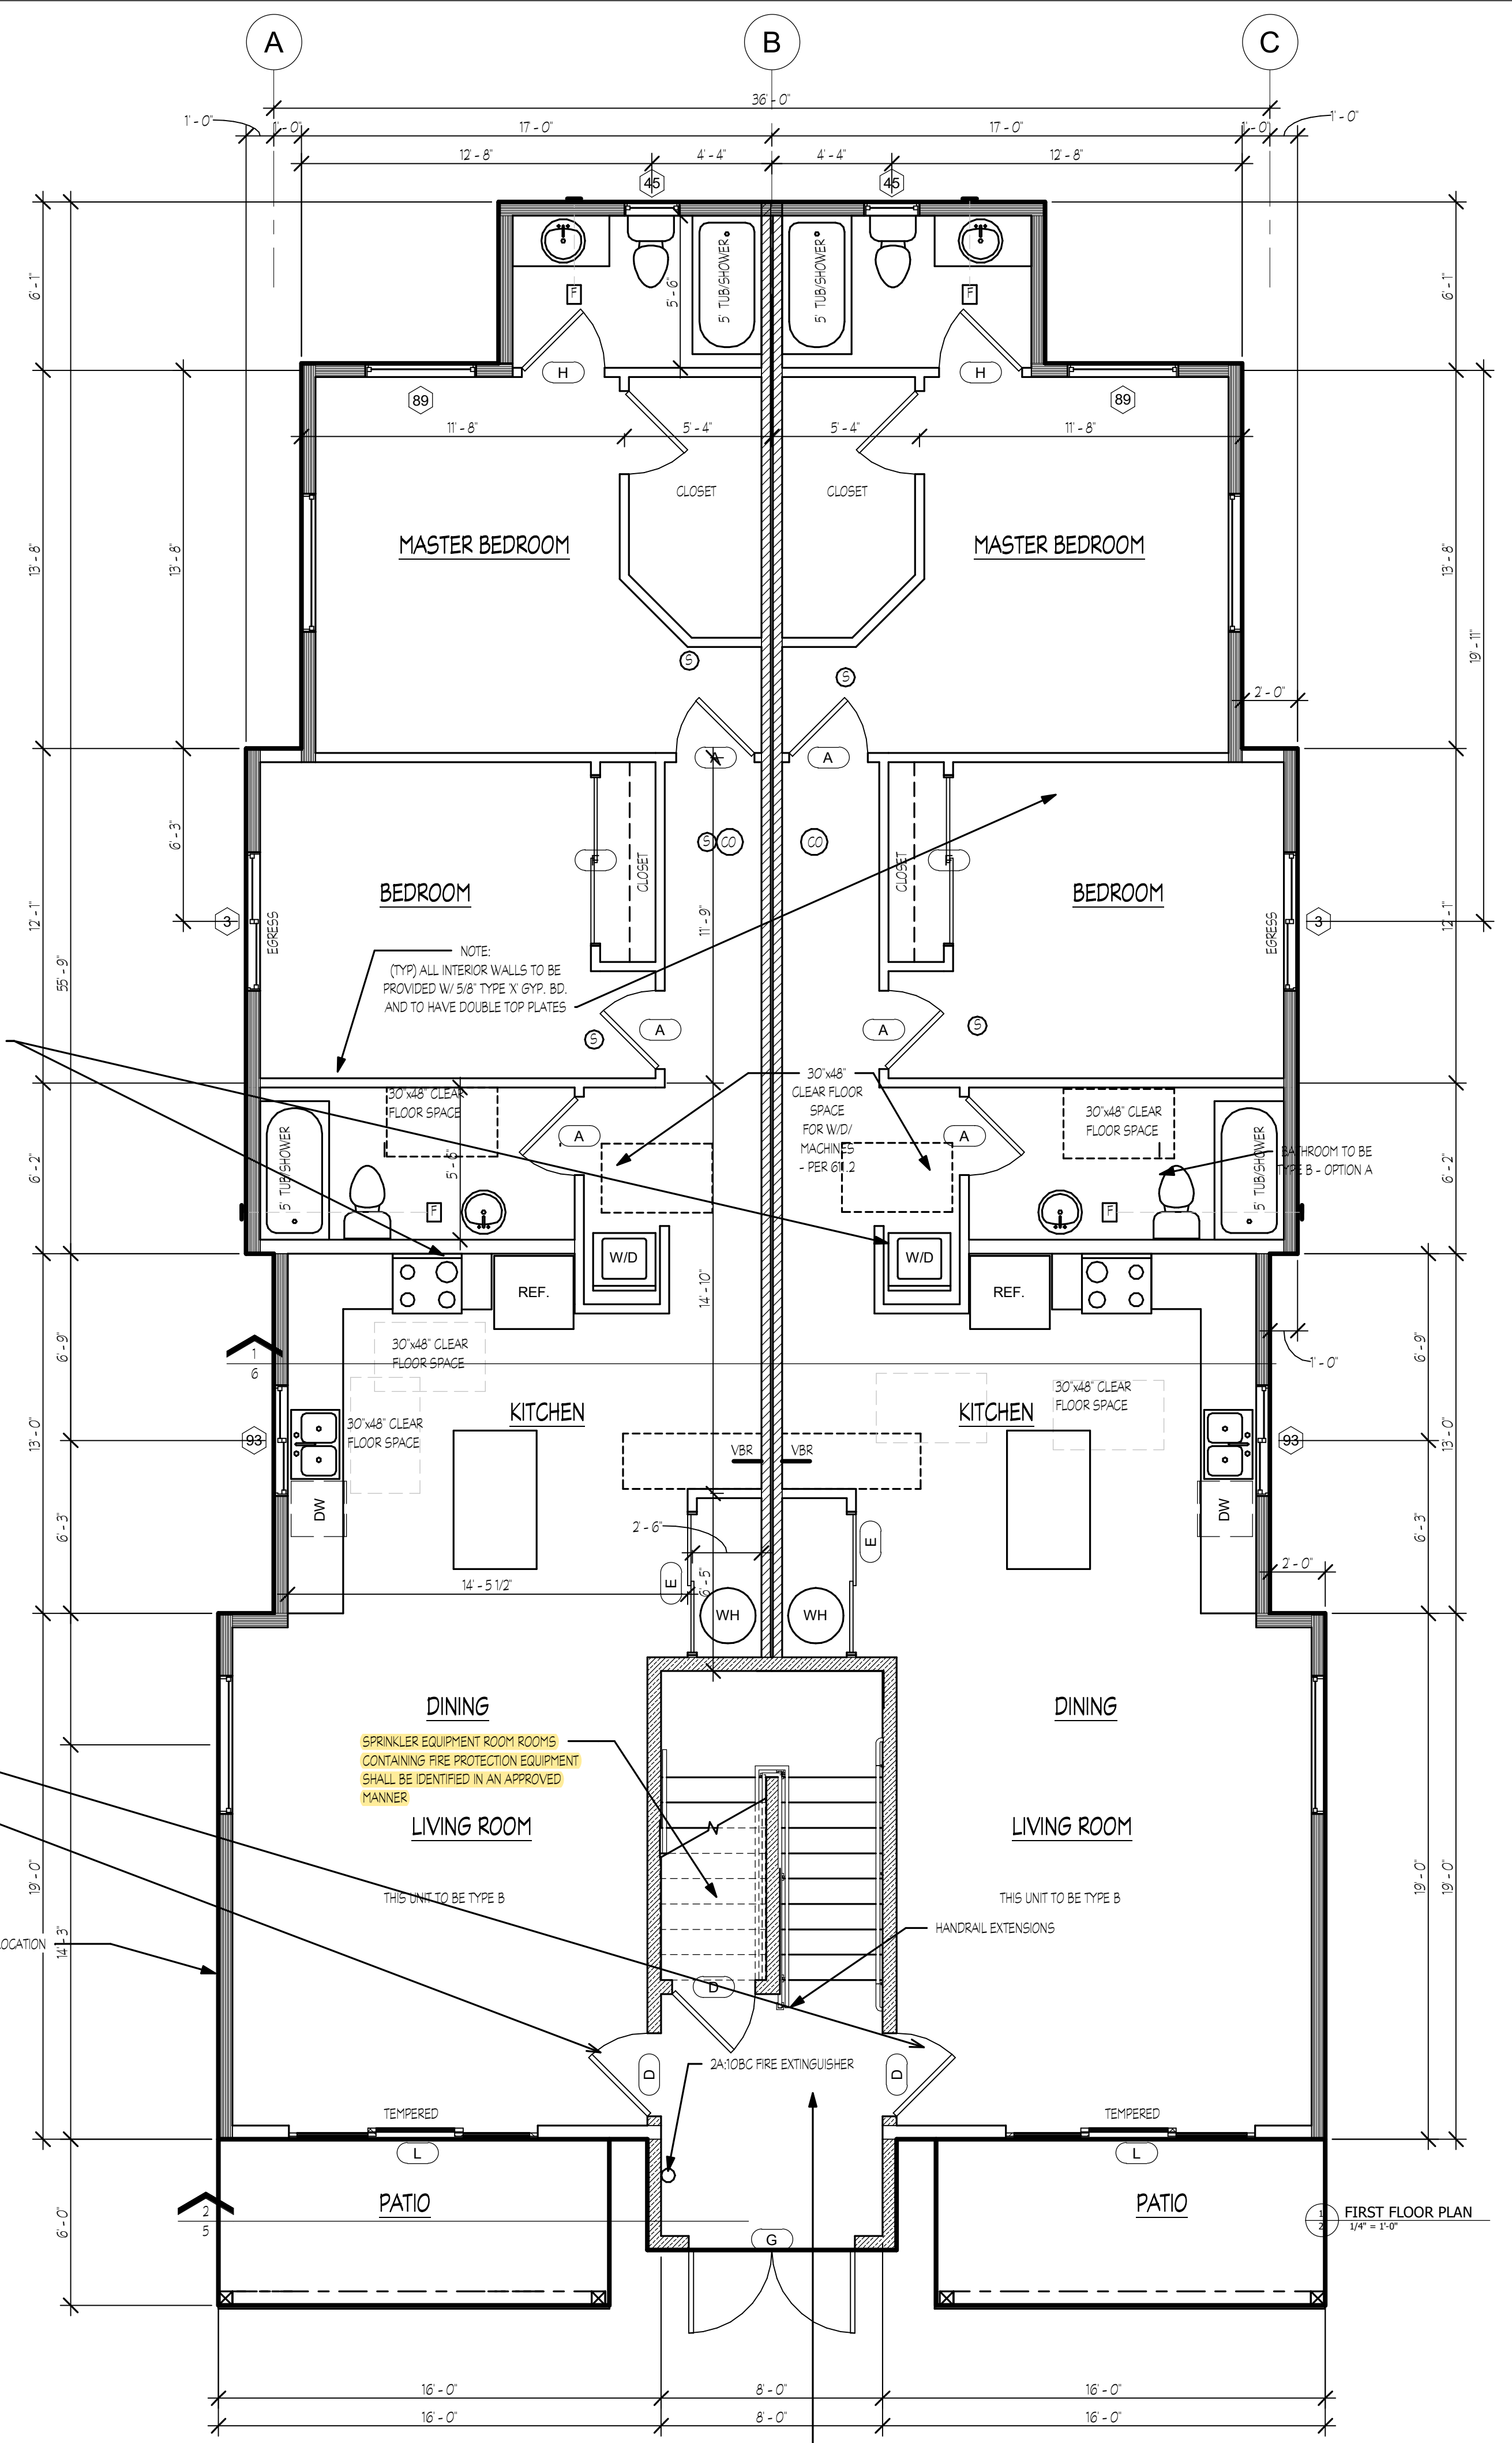 A
B
C
36' - 0"
1' - 0"
1' - 0"
17' - 0"
17' - 0"
1' - 0"
1' - 0"
12' - 8"
4' - 4"
4' - 4"
12' - 8"
45
45
5' TUB/SHOWER
5' TUB/SHOWER
F
F
5' - 6"
6' - 1"
6' - 1"
H
H
89
89
11' - 8"
5' - 4"
5' - 4"
11' - 8"
CLOSET
CLOSET
MASTER BEDROOM
MASTER BEDROOM
13' - 8"
13' - 8"
13' - 8"
19' - 11"
S
S
2' - 0"
A
A
6' - 3"
S
CO
CO
CLOSET
CLOSET
BEDROOM
BEDROOM
3
EGRESS
EGRESS
3
12' - 1"
11' - 9"
12' - 1"
55' - 9"
NOTE:
(TYP) ALL INTERIOR WALLS TO BE
PROVIDED W/ 5/8" TYPE 'X' GYP. BD.
AND TO HAVE DOUBLE TOP PLATES
A
A
S
S
30"x48" CLEAR
FLOOR SPACE
30"x48"
CLEAR FLOOR
SPACE
FOR W/D/
MACHINES
- PER 611.2
30"x48" CLEAR
FLOOR SPACE
A
A
BATHROOM TO BE
TYPE B - OPTION A
5' TUB/SHOWER
5' TUB/SHOWER
6' - 2"
5' - 6"
6' - 2"
F
F
W/D
W/D
REF.
REF.
14' - 10"
30"x48" CLEAR
FLOOR SPACE
1
6
6' - 9"
6' - 9"
1' - 0"
30"x48" CLEAR
FLOOR SPACE
30"x48" CLEAR
FLOOR SPACE
KITCHEN
KITCHEN
93
93
13' - 0"
13' - 0"
VBR
VBR
DW
DW
6' - 3"
6' - 3"
2' - 6"
E
E
2' - 0"
14' - 5 1/2"
6' - 5"
WH
WH
DINING
DINING
SPRINKLER EQUIPMENT ROOM ROOMS
CONTAINING FIRE PROTECTION EQUIPMENT
SHALL BE IDENTIFIED IN AN APPROVED
MANNER
LIVING ROOM
LIVING ROOM
19' - 0"
19' - 0"
19' - 0"
THIS UNIT TO BE TYPE B
THIS UNIT TO BE TYPE B
HANDRAIL EXTENSIONS
OCATION
14' - 3"
D
D
D
2A:10BC FIRE EXTINGUISHER
TEMPERED
TEMPERED
L
L
PATIO
PATIO
2
5
6' - 0"
G
1
2
FIRST FLOOR PLAN
1/4" = 1'-0"
16' - 0"
8' - 0"
16' - 0"
16' - 0"
8' - 0"
16' - 0"